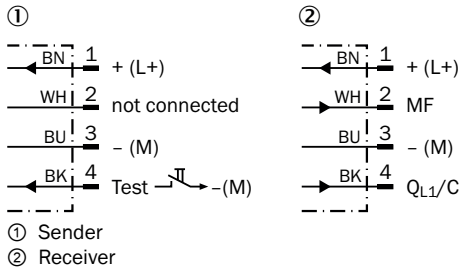 ①
BN 1 + (L+)
WH 2 not connected
BU 3 – (M)
BK 4 Test –(M)
②
BN 1 + (L+)
WH 2 MF
BU 3 – (M)
BK 4 QL1/C
① Sender
② Receiver